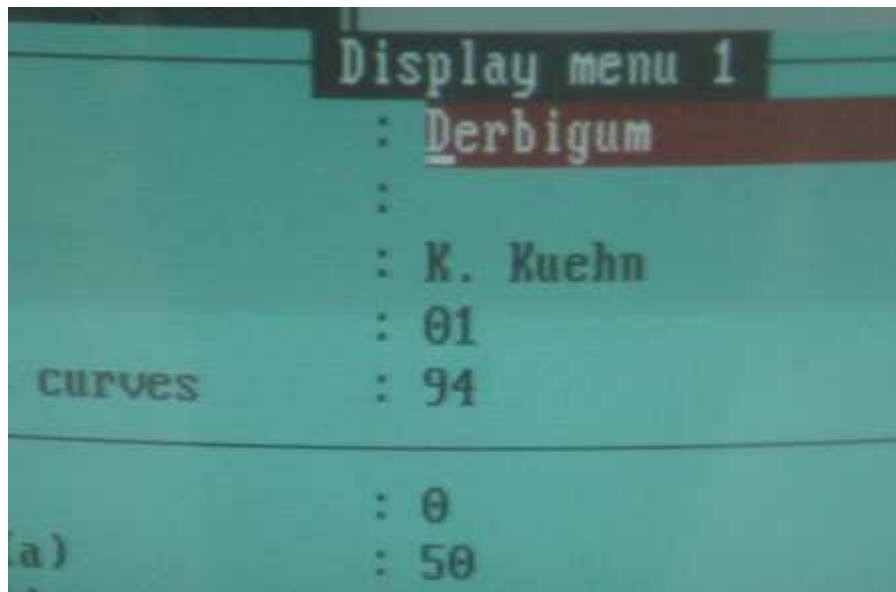 Display menu 1
: Derbigum
:
: K. Kuehn
: 01
curves : 94
: 0
a) : 50